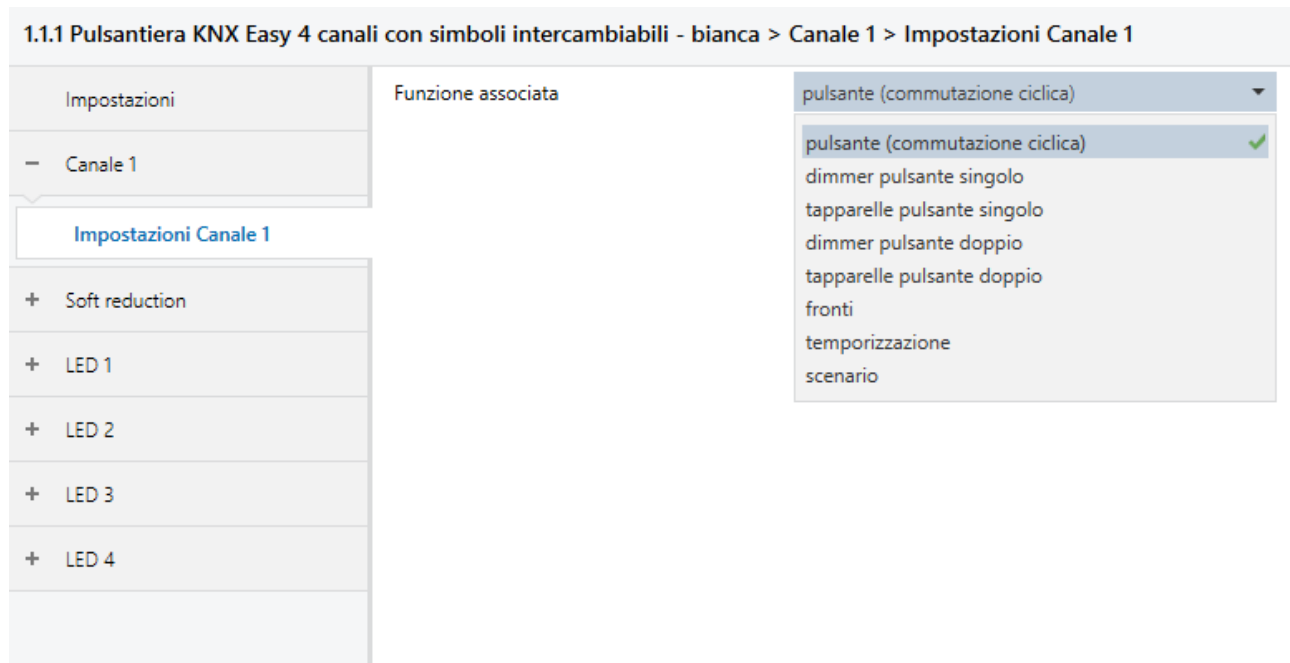 1.1.1 Pulsantiera KNX Easy 4 canali con simboli intercambiabili - bianca > Canale 1 > Impostazioni Canale 1
Impostazioni
Funzione associata
pulsante (commutazione ciclica)
pulsante (commutazione ciclica)
dimmer pulsante singolo
tapparelle pulsante singolo
dimmer pulsante doppio
tapparelle pulsante doppio
fronti
temporizzazione
scenario
- Canale 1
Impostazioni Canale 1
+ Soft reduction
+ LED 1
+ LED 2
+ LED 3
+ LED 4